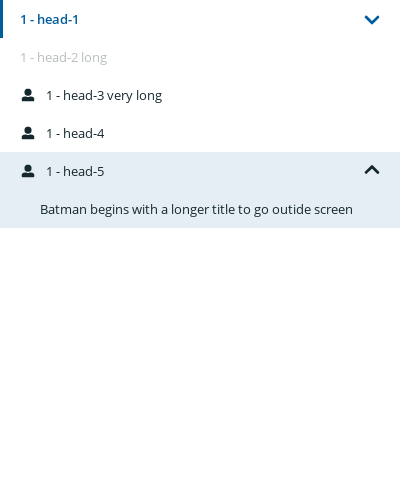 1 - head-1
1 - head-2 long
1 - head-3 very long
1 - head-4
1 - head-5
Batman begins with a longer title to go outide screen